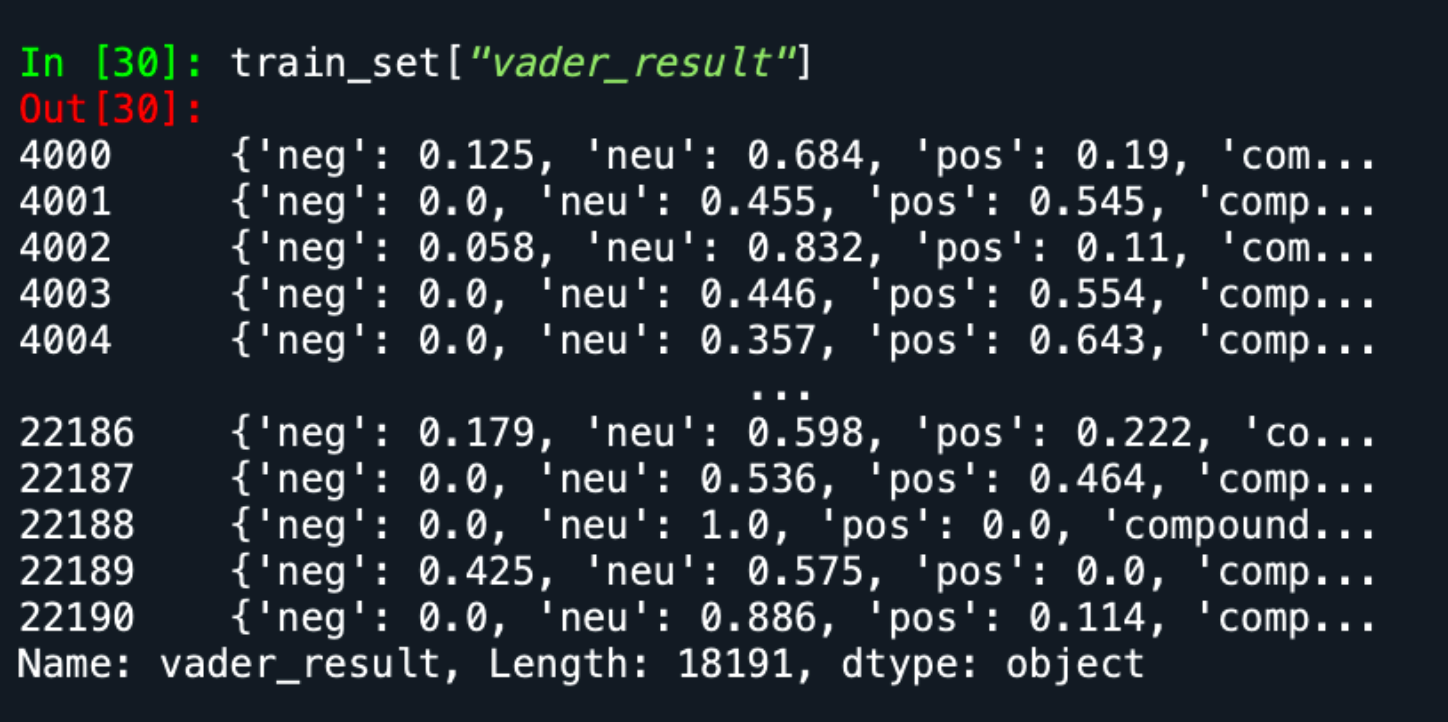 In [30]: train_set["vader_result"]
Out[30]:
4000     {'neg': 0.125, 'neu': 0.684, 'pos': 0.19, 'com...
4001     {'neg': 0.0, 'neu': 0.455, 'pos': 0.545, 'comp...
4002     {'neg': 0.058, 'neu': 0.832, 'pos': 0.11, 'com...
4003     {'neg': 0.0, 'neu': 0.446, 'pos': 0.554, 'comp...
4004     {'neg': 0.0, 'neu': 0.357, 'pos': 0.643, 'comp...
...
22186    {'neg': 0.179, 'neu': 0.598, 'pos': 0.222, 'co...
22187    {'neg': 0.0, 'neu': 0.536, 'pos': 0.464, 'comp...
22188    {'neg': 0.0, 'neu': 1.0, 'pos': 0.0, 'compound...
22189    {'neg': 0.425, 'neu': 0.575, 'pos': 0.0, 'comp...
22190    {'neg': 0.0, 'neu': 0.886, 'pos': 0.114, 'comp...
Name: vader_result, Length: 18191, dtype: object